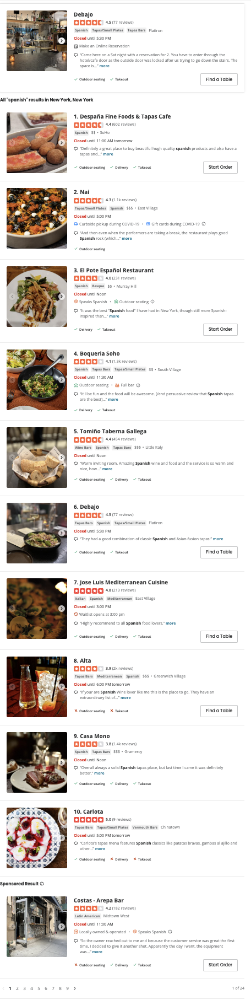 Debajo
4.5 (77 reviews)
Spanish Tapas/Small Plates Tapas Bars Flatiron
Closed until 5:30 PM
Make an Online Reservation
"Came here on a Sat night with a reservation for 2. You have to enter through the
hotel/cafe door as the outside door was locked after us trying to go down the stairs. The
space is..." more
Outdoor seating Takeout
Find a Table
All "spanish" results in New York, New York
1. Despaña Fine Foods & Tapas Cafe
4.4 (602 reviews)
Spanish $$ • SoHo
Closed until 11:00 AM tomorrow
"Definitely a great place to buy beautiful hugh quality spanish products and also have a
tapas and..." more
Outdoor seating Delivery Takeout
Start Order
2. Nai
4.3 (1.1k reviews)
Tapas/Small Plates Spanish $$$ • East Village
Closed until 5:00 PM
Curbside pickup during COVID-19 • Gift cards during COVID-19
"And then even when the performers are taking a break, the restaurant plays good
Spanish rock (which..." more
Outdoor seating
3. El Pote Español Restaurant
4.0 (231 reviews)
Spanish Basque $$ • Murray Hill
Closed until Noon
Speaks Spanish • Outdoor seating
"It was the best "Spanish food" I have had in New York, though still more Spanish-
inspired than..." more
Delivery Takeout
Start Order
4. Boqueria Soho
4.1 (1.3k reviews)
Spanish Tapas Bars Tapas/Small Plates $$ • South Village
Closed until 11:30 AM
Outdoor seating • Full bar
"It'll be fun and the food will be awesome. [/end persuasive review that Spanish tapas
are the best]..." more
Delivery Takeout
5. Tomiño Taberna Gallega
4.4 (454 reviews)
Wine Bars Spanish Tapas Bars $$$ • Little Italy
Closed until Noon
"Warm inviting room. Amazing Spanish wine and food and the service is so warm and
nice, how..." more
Outdoor seating Delivery Takeout
6. Debajo
4.5 (77 reviews)
Tapas Bars Spanish Tapas/Small Plates Flatiron
Closed until 5:30 PM
"They had a good combination of classic Spanish and Asian-fusion tapas." more
Outdoor seating Takeout
Find a Table
7. Jose Luis Mediterranean Cuisine
4.8 (213 reviews)
Italian Spanish Mediterranean East Village
Closed until 3:00 PM
Waitlist opens at 3:00 pm
"Highly recommend to all Spanish food lovers." more
Outdoor seating Delivery Takeout
Find a Table
8. Alta
3.9 (2k reviews)
Tapas Bars Mediterranean Spanish $$$ • Greenwich Village
Closed until 6:00 PM tomorrow
"If your are Spanish Wine lover like me this is the place to go. They have an
extraordinary list of..." more
Outdoor seating Takeout
Find a Table
9. Casa Mono
3.8 (1.4k reviews)
Spanish Tapas Bars $$$ • Gramercy
Closed until Noon
"Overall always a solid Spanish tapas place, but last time I came it was definitely
better." more
Outdoor seating Delivery Takeout
10. Carlota
5.0 (9 reviews)
Tapas Bars Tapas/Small Plates Vermouth Bars Chinatown
Closed until 5:00 PM tomorrow
"Carlota's tapas menu features Spanish classics like patatas bravas, gambas al ajillo and
other..." more
Outdoor seating Delivery Takeout
Sponsored Result
Costas - Arepa Bar
4.2 (182 reviews)
Latin American Midtown West
Closed until 11:00 AM
Locally owned & operated • Speaks Spanish
"So the owner reached out to me and because the customer service was great the first
time, I decided to give it another shot. Apparently the day I went, the equipment
was..." more
Outdoor seating Delivery Takeout
Start Order
1 2 3 4 5 6 7 8 9
1 of 24